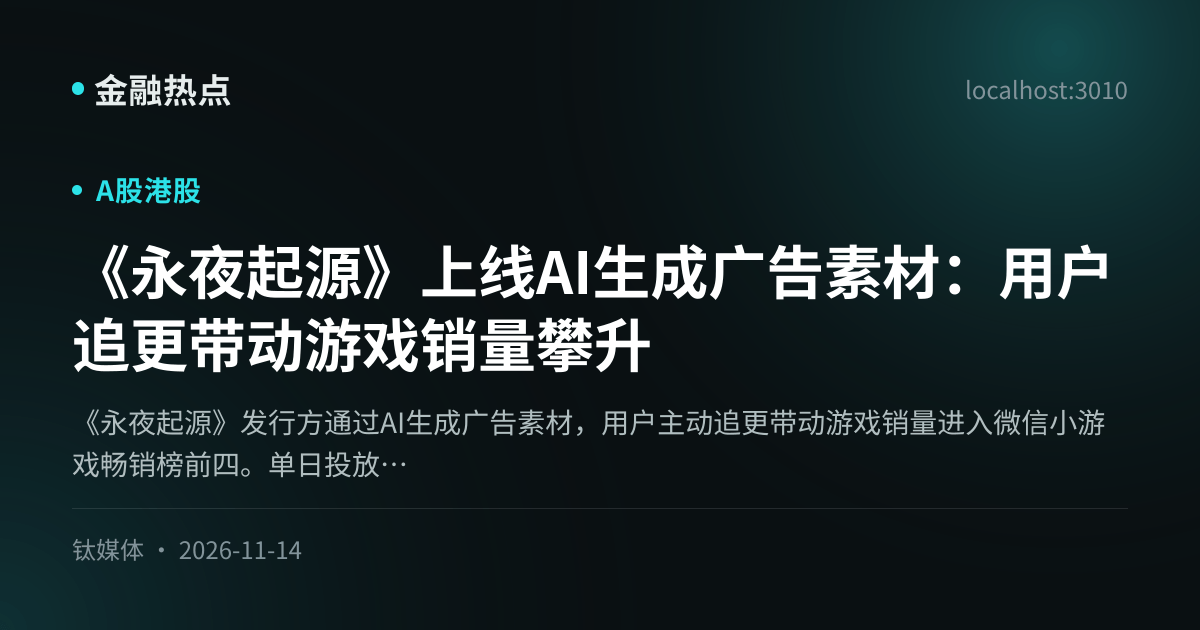 金融热点
localhost:3010
A股港股
《永夜起源》上线AI生成广告素材：用户
追更带动游戏销量攀升
《永夜起源》发行方通过AI生成广告素材，用户主动追更带动游戏销量进入微信小游
戏畅销榜前四。单日投放…
钛媒体 · 2026-11-14